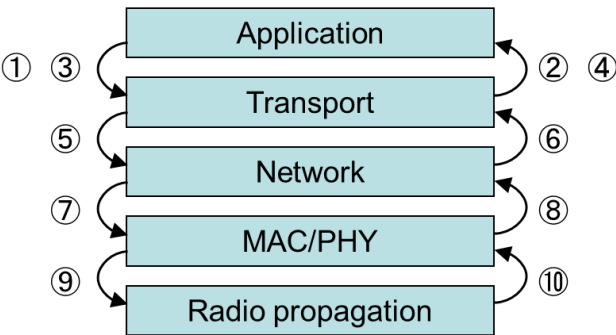 Application
① ③ ② ④
Transport
⑤ ⑥
Network
⑦ ⑧
MAC/PHY
⑨ ⑩
Radio propagation